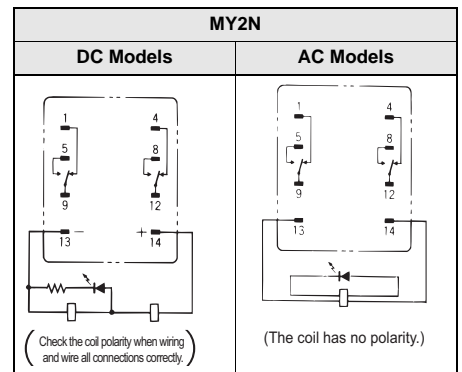 MY2N
DC Models AC Models
1 4
5 8
9 12
− +
13 14
Check the coil polarity when wiring
and wire all connections correctly.
1 4
5 8
9 12
13 14
(The coil has no polarity.)